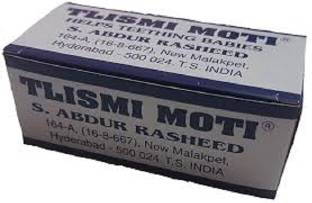 TLISMI MOTI®
HELPS TEETHING BABIES
S. ABDUR RASHEED
164-A, (16-8-667), New Malakpet,
Hyderabad - 500 024. T.S. INDIA
TLISMI MOTI®
S. ABDUR RASHEED
164-A, (16-8-667), New Malakpet,
Hyderabad - 500 024. T.S. INDIA